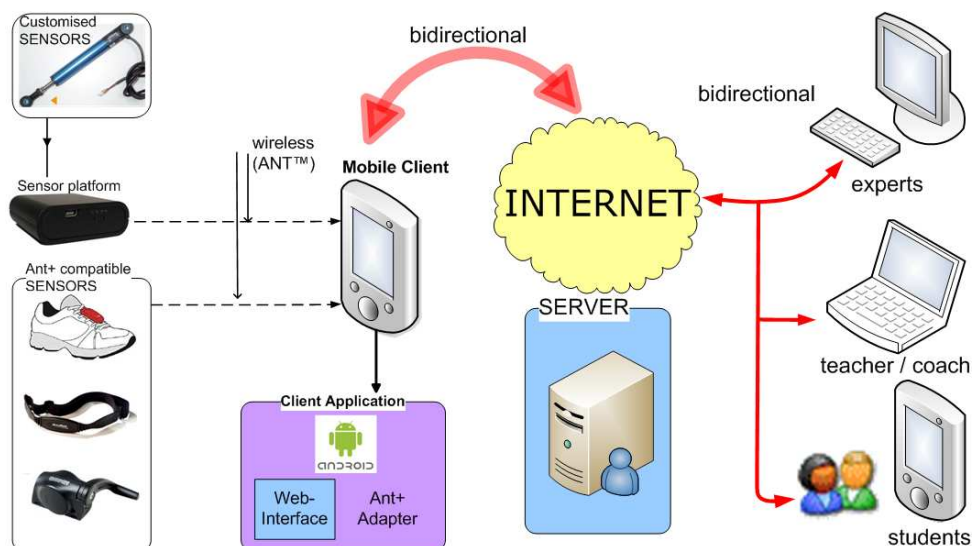 Customised
SENSORS
Sensor platform
Ant+ compatible
SENSORS
wireless
(ANT™)
bidirectional
Mobile Client
Client Application
ANDROID
Web-
Interface
Ant+
Adapter
INTERNET
SERVER
bidirectional
experts
teacher / coach
students